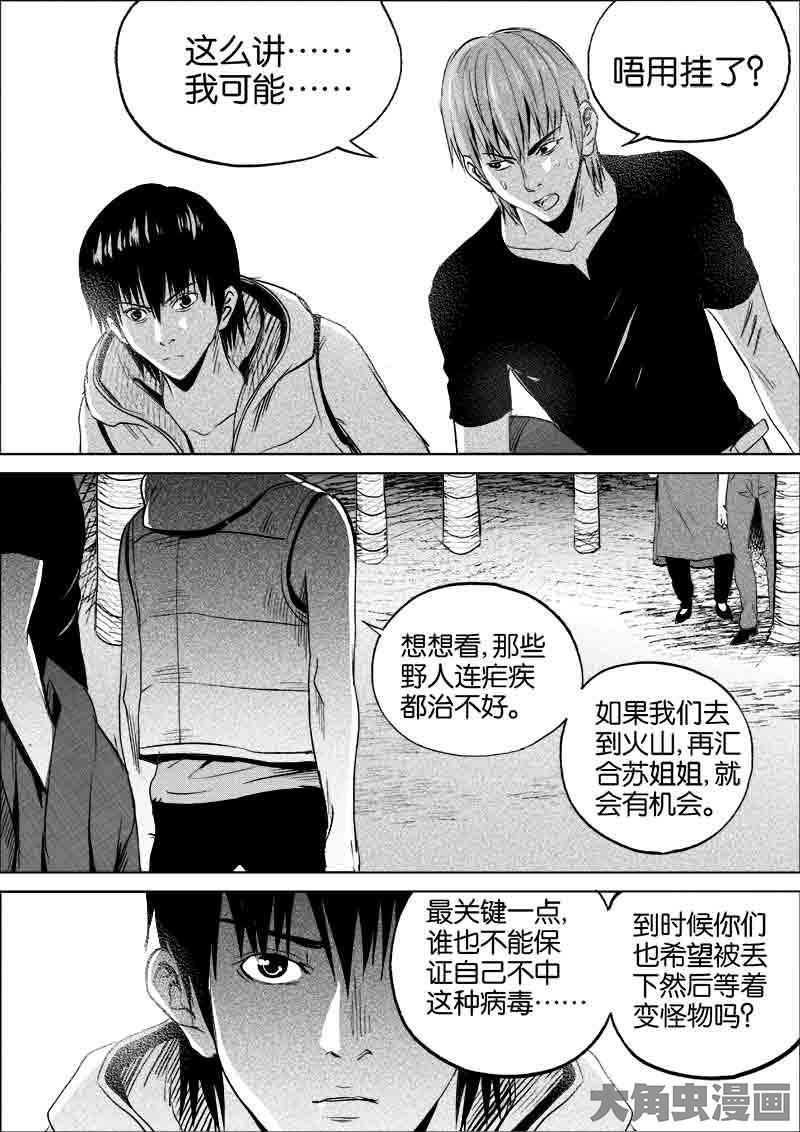 这么讲……
我可能……
唔用挂了?
想想看,那些
野人连疟疾
都治不好。
如果我们去
到火山,再汇
合苏姐姐,就
会有机会。
最关键一点,
谁也不能保
证自己不中
这种病毒……
到时候你们
也希望被丢
下然后等着
变怪物吗?
大角虫漫画